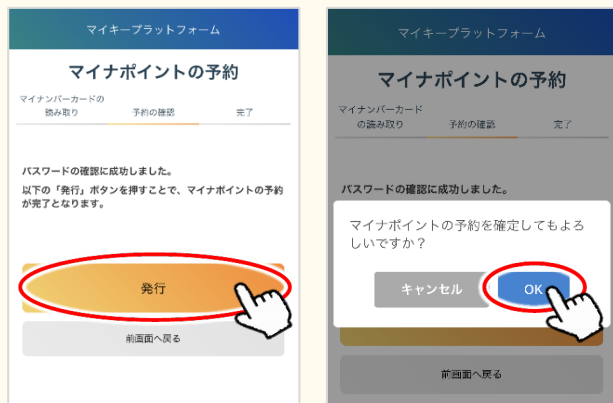 マイキープラットフォーム
マイナポイントの予約
マイナンバーカードの
読み取り
予約の確認
完了
パスワードの確認に成功しました。
以下の「発行」ボタンを押すことで、マイナポイントの予約
が完了となります。
発行
前画面へ戻る
マイキープラットフォーム
マイナポイントの予約
マイナンバーカード
の読み取り
予約の確認
完了
パスワードの確認に成功しました。
マイナポイントの予約を確定してもよろ
しいですか？
キャンセル
OK
前画面へ戻る